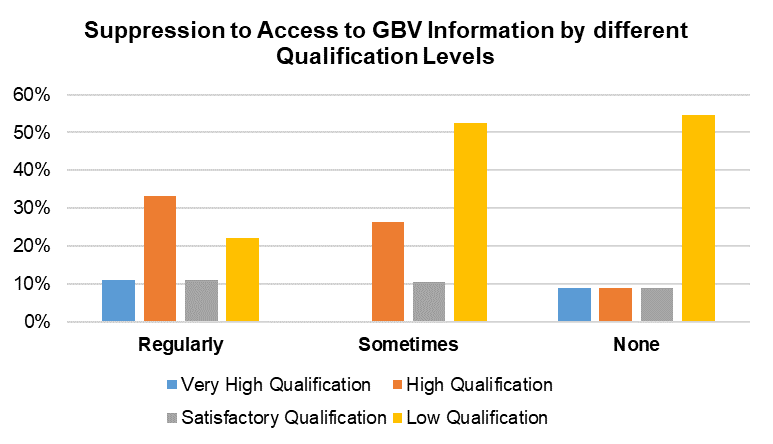 Suppression to Access to GBV Information by different
Qualification Levels
60%
50%
40%
30%
20%
10%
0%
Regularly Sometimes None
Very High Qualification High Qualification
Satisfactory Qualification Low Qualification